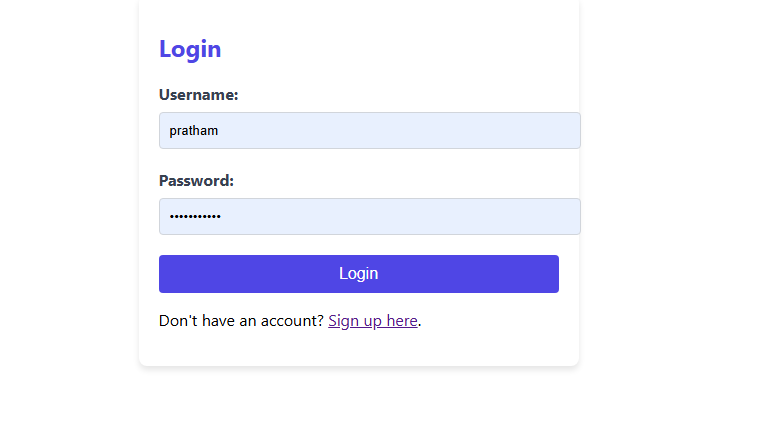 Login
Username:
pratham
Password:
•••••••••••
Login
Don't have an account? Sign up here.